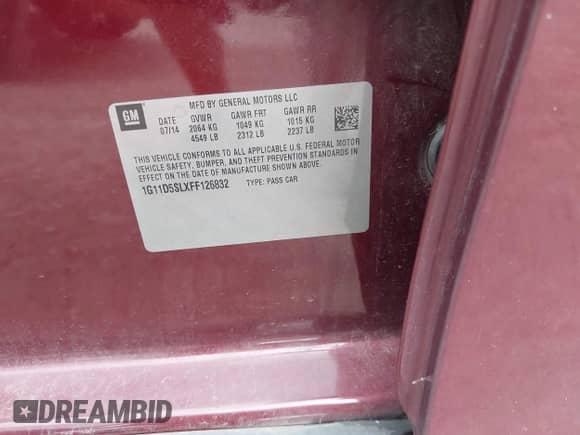 MFD BY GENERAL MOTORS LLC
GM
DATE GVWR GAWR FRT GAWR RR
07/14 2064 KG 1049 KG 1015 KG
4549 LB 2312 LB 2237 LB
THIS VEHICLE CONFORMS TO ALL APPLICABLE U.S. FEDERAL MOTOR
VEHICLE SAFETY, BUMPER, AND THEFT PREVENTION STANDARDS IN
EFFECT ON THE DATE OF MANUFACTURE SHOWN ABOVE.
1G11D5SLXFF126832 TYPE: PASS CAR
DREAMBID